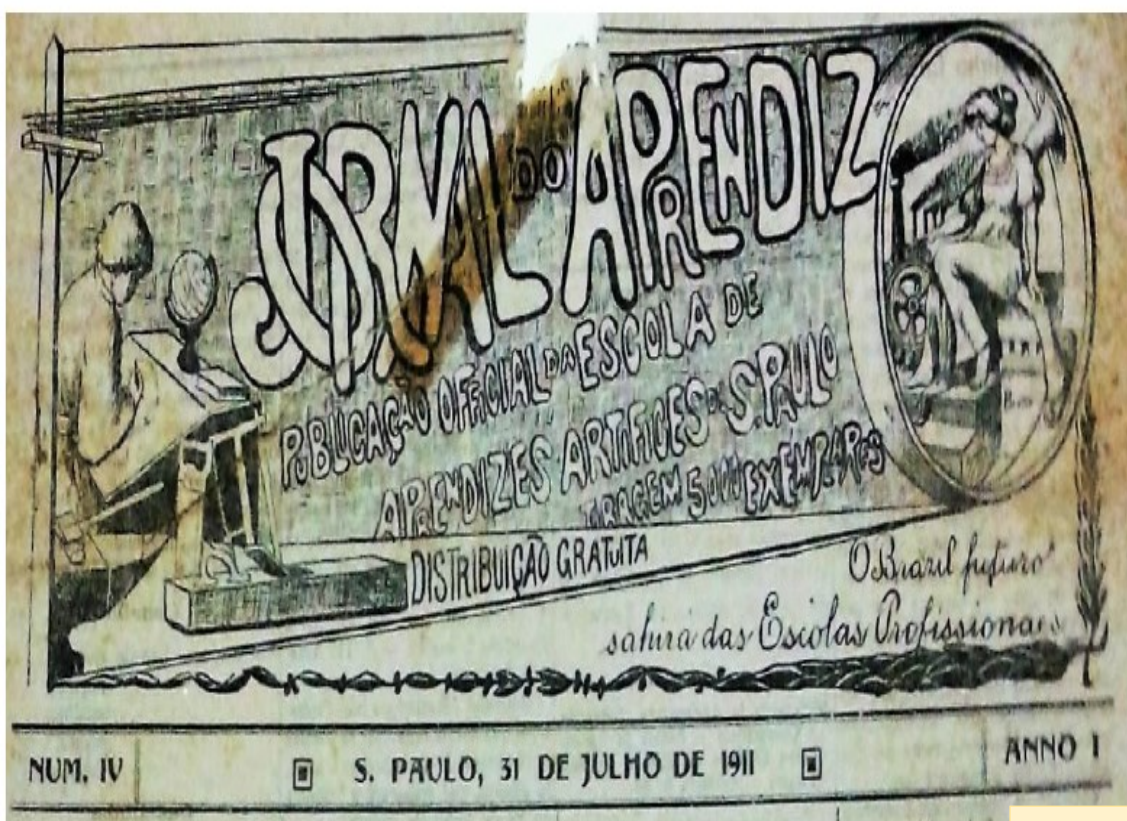 JORNAL DO APRENDIZ
PUBLICAÇÃO OFFICIAL DA ESCOLA DE
APRENDIZES ARTIFICES DE S. PAULO
TIRAGEM 5000 EXEMPLARES
DISTRIBUIÇÃO GRATUITA
O Brazil futuro
sahirá das Escolas Profissionaes
NUM. IV
S. PAULO, 31 DE JULHO DE 1911
ANNO I